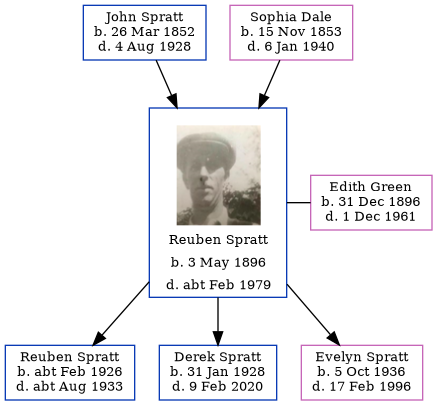 John Spratt
b. 26 Mar 1852
d. 4 Aug 1928
Sophia Dale
b. 15 Nov 1853
d. 6 Jan 1940
Reuben Spratt
b. 3 May 1896
d. abt Feb 1979
Edith Green
b. 31 Dec 1896
d. 1 Dec 1961
Reuben Spratt
b. abt Feb 1926
d. abt Aug 1933
Derek Spratt
b. 31 Jan 1928
d. 9 Feb 2020
Evelyn Spratt
b. 5 Oct 1936
d. 17 Feb 1996